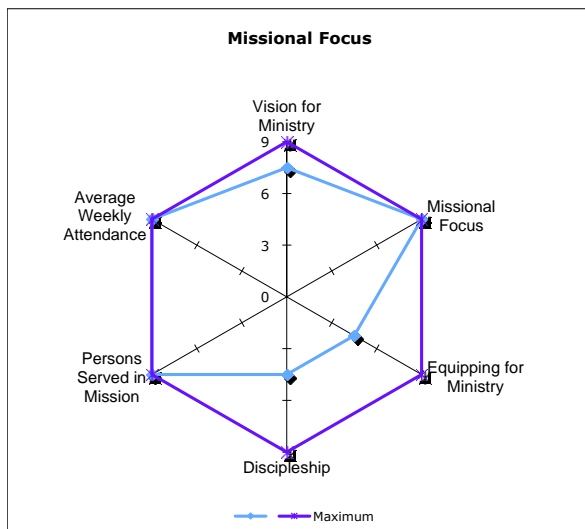 Missional Focus
Vision for
Ministry
9
6
3
0
Missional
Focus
Equipping for
Ministry
Discipleship
Persons
Served in
Mission
Average
Weekly
Attendance
Maximum